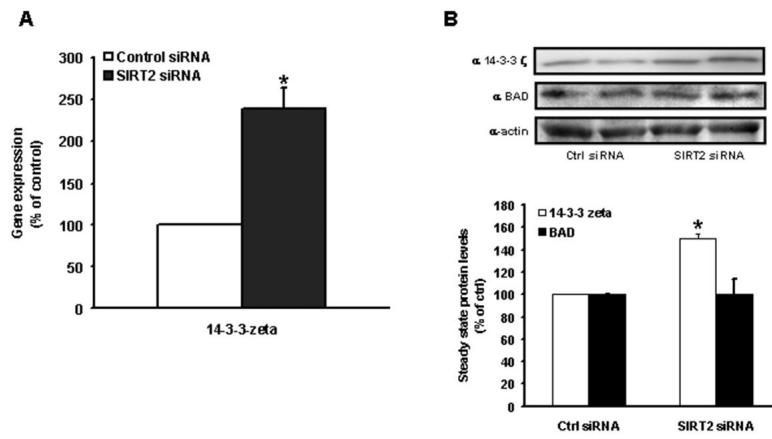 A
Control siRNA
SIRT2 siRNA
300
250
200
150
100
50
0
*
Gene expression
(% of control)
14-3-3-zeta
B
α 14-3-3 ζ
α BAD
α-actin
Ctrl siRNA SIRT2 siRNA
14-3-3 zeta
BAD
180
160
140
120
100
80
60
40
20
0
*
Steady state protein levels
(% of ctrl)
Ctrl siRNA SIRT2 siRNA